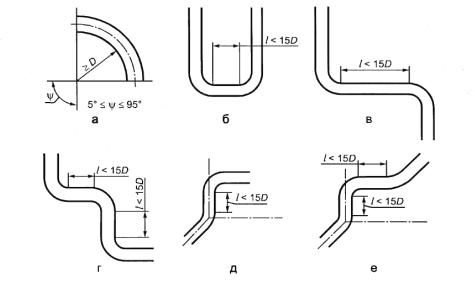 ≥ D
ψ
5° ≤ ψ ≤ 95°
а
l < 15D
б
l < 15D
в
l < 15D
l < 15D
г
l < 15D
д
l < 15D
l < 15D
е